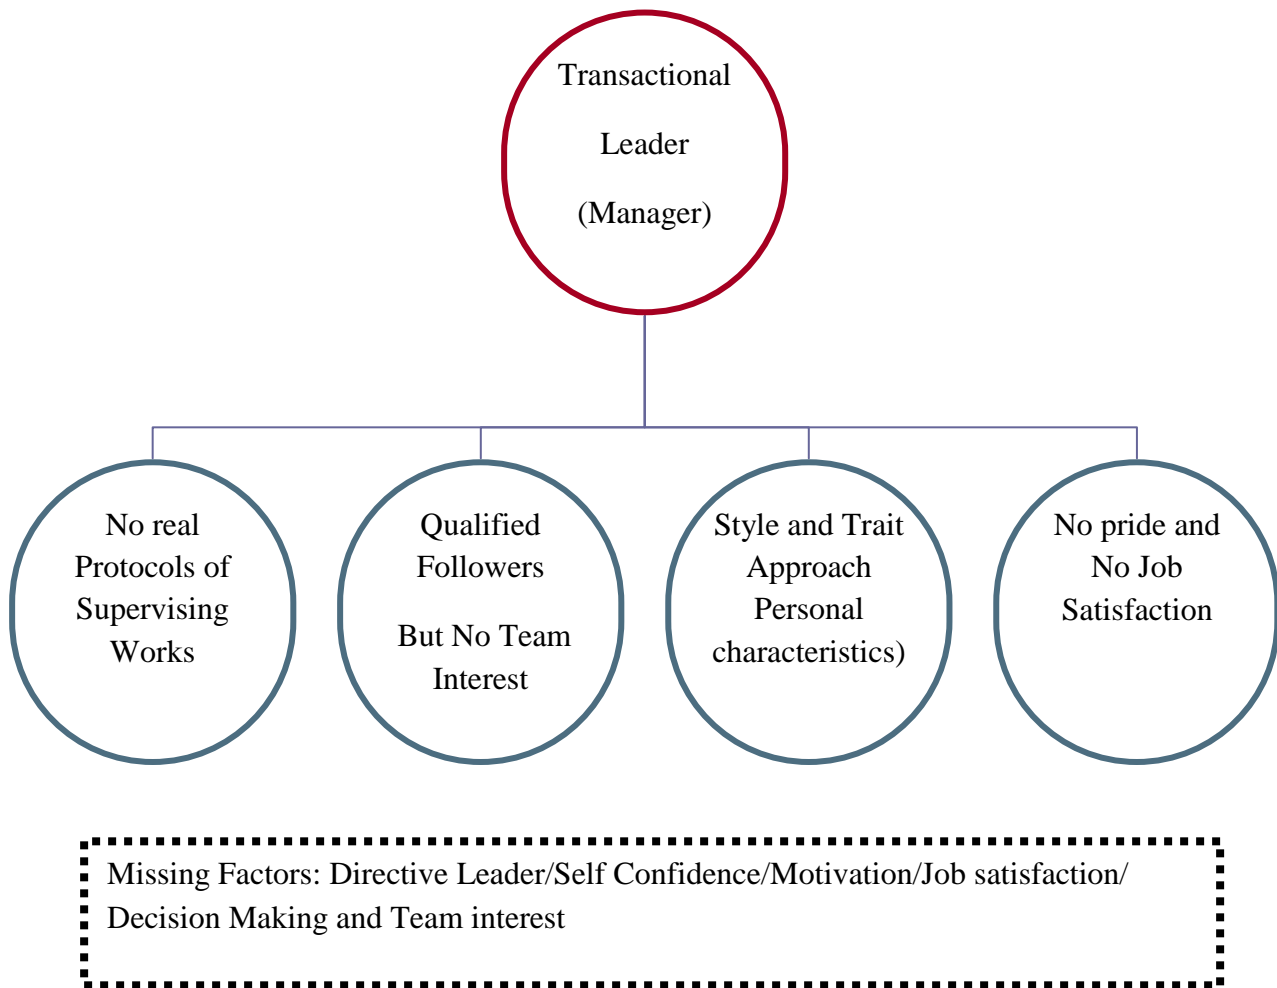 Transactional
Leader
(Manager)
No real
Protocols of
Supervising
Works
Qualified
Followers
But No Team
Interest
Style and Trait
Approach
Personal
characteristics)
No pride and
No Job
Satisfaction
Missing Factors: Directive Leader/Self Confidence/Motivation/Job satisfaction/
Decision Making and Team interest